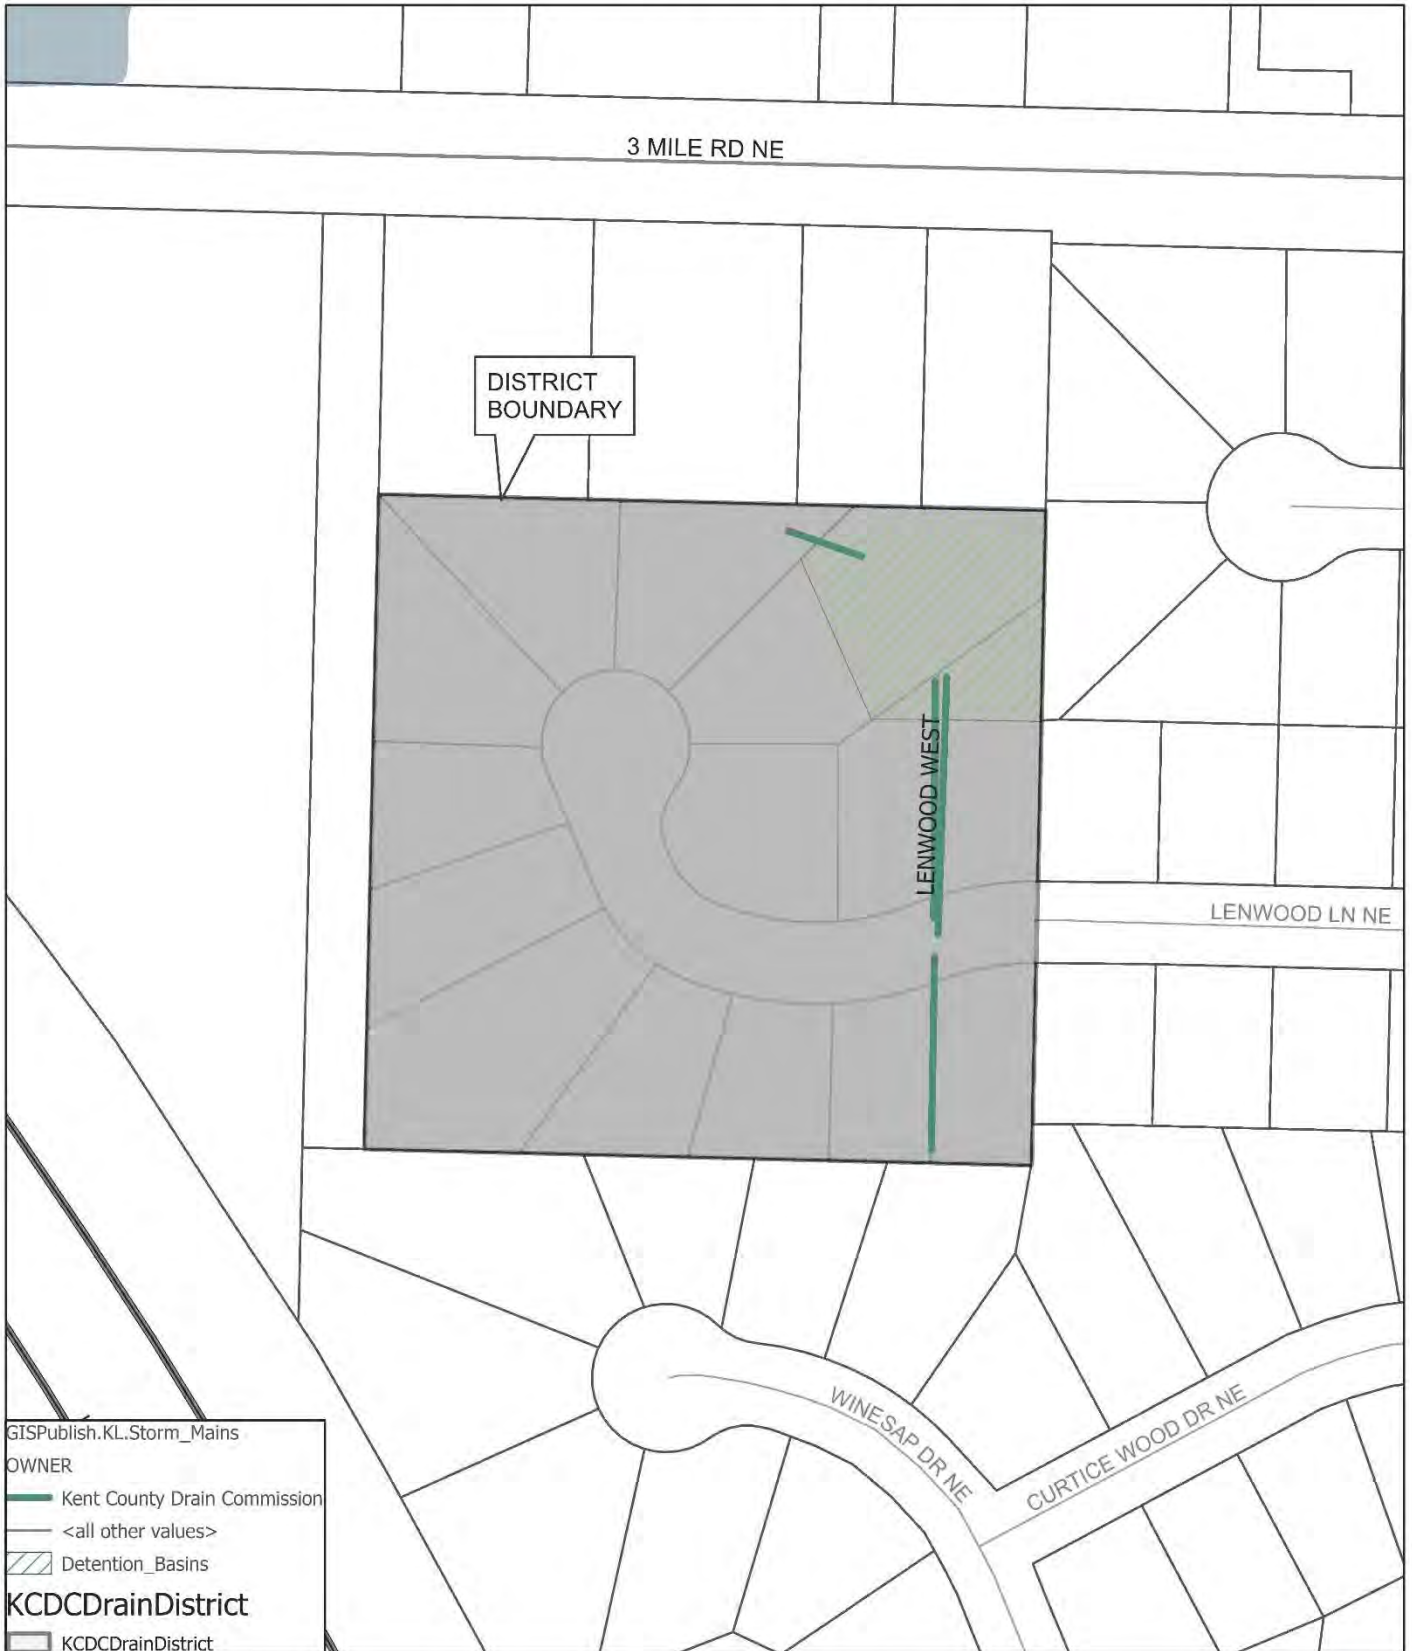 3 MILE RD NE
DISTRICT
BOUNDARY
LENWOOD WEST
LENWOOD LN NE
WINESAP DR NE
CURTICE WOOD DR NE
GISPublish.KL.Storm_Mains
OWNER
Kent County Drain Commission
<all other values>
Detention_Basins
KCDCDrainDistrict
KCDCDrainDistrict